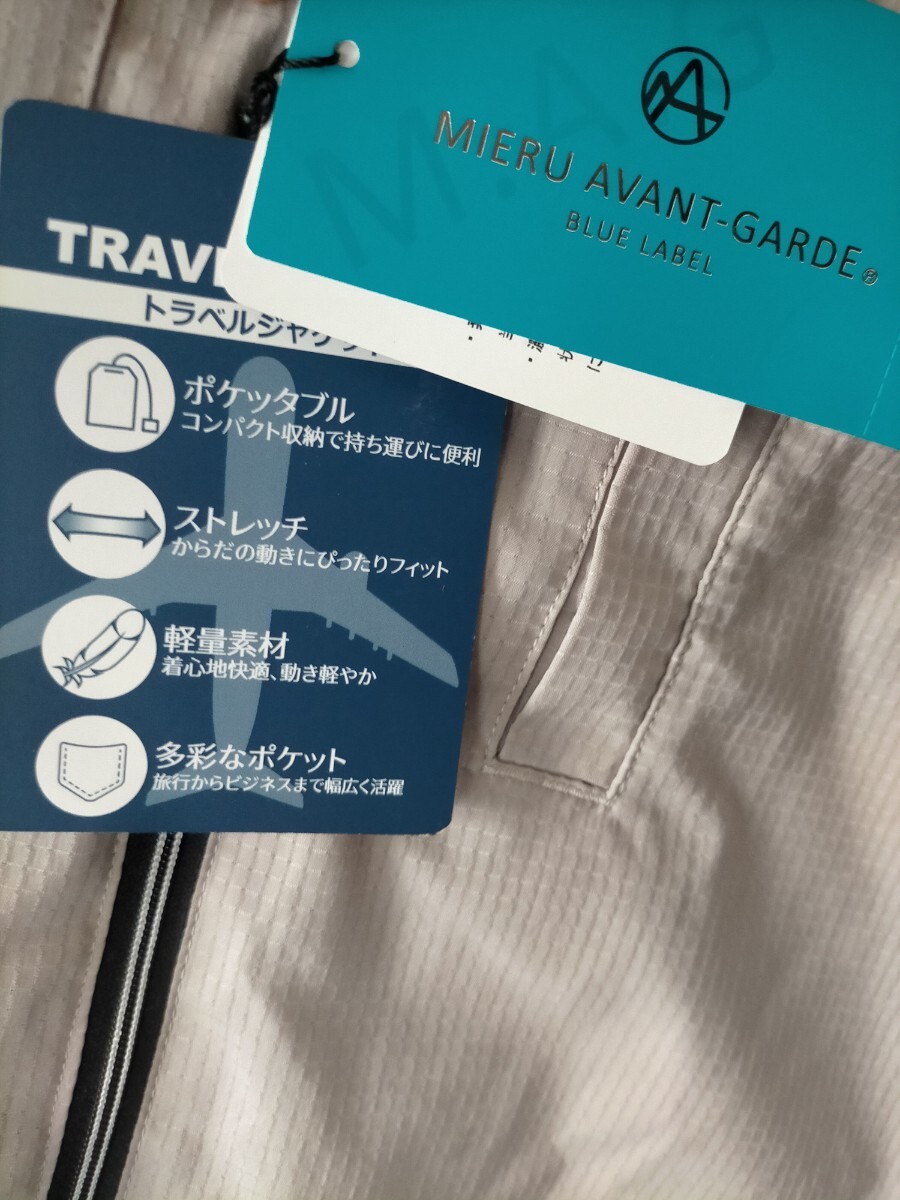 MIERU AVANT-GARDE®
BLUE LABEL
M.A.G
TRAVE
トラベルジャケット
ポケッタブル
コンパクト収納で持ち運びに便利
ストレッチ
からだの動きにぴったりフィット
軽量素材
着心地快適、動き軽やか
多彩なポケット
旅行からビジネスまで幅広く活躍